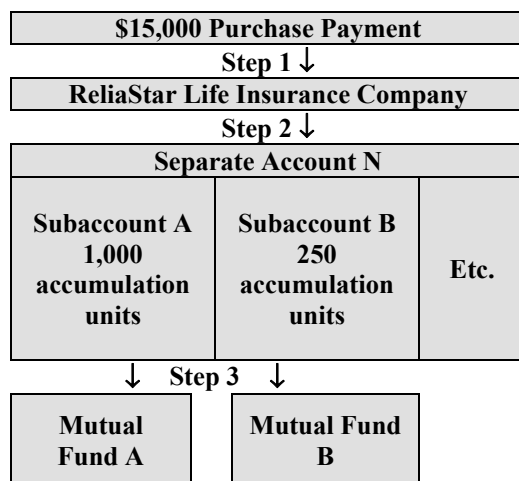 $15,000 Purchase Payment
Step 1 ↓
ReliaStar Life Insurance Company
Step 2 ↓
Separate Account N
Subaccount A
1,000
accumulation
units
Subaccount B
250
accumulation
units
Etc.
↓ Step 3 ↓
Mutual
Fund A
Mutual Fund
B